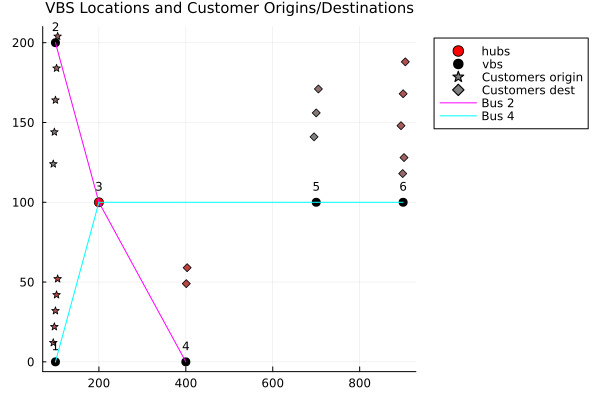 VBS Locations and Customer Origins/Destinations
2
200
150
3
5
6
100
50
4
1
0
200
400
600
800
hubs
vbs
Customers origin
Customers dest
Bus 2
Bus 4